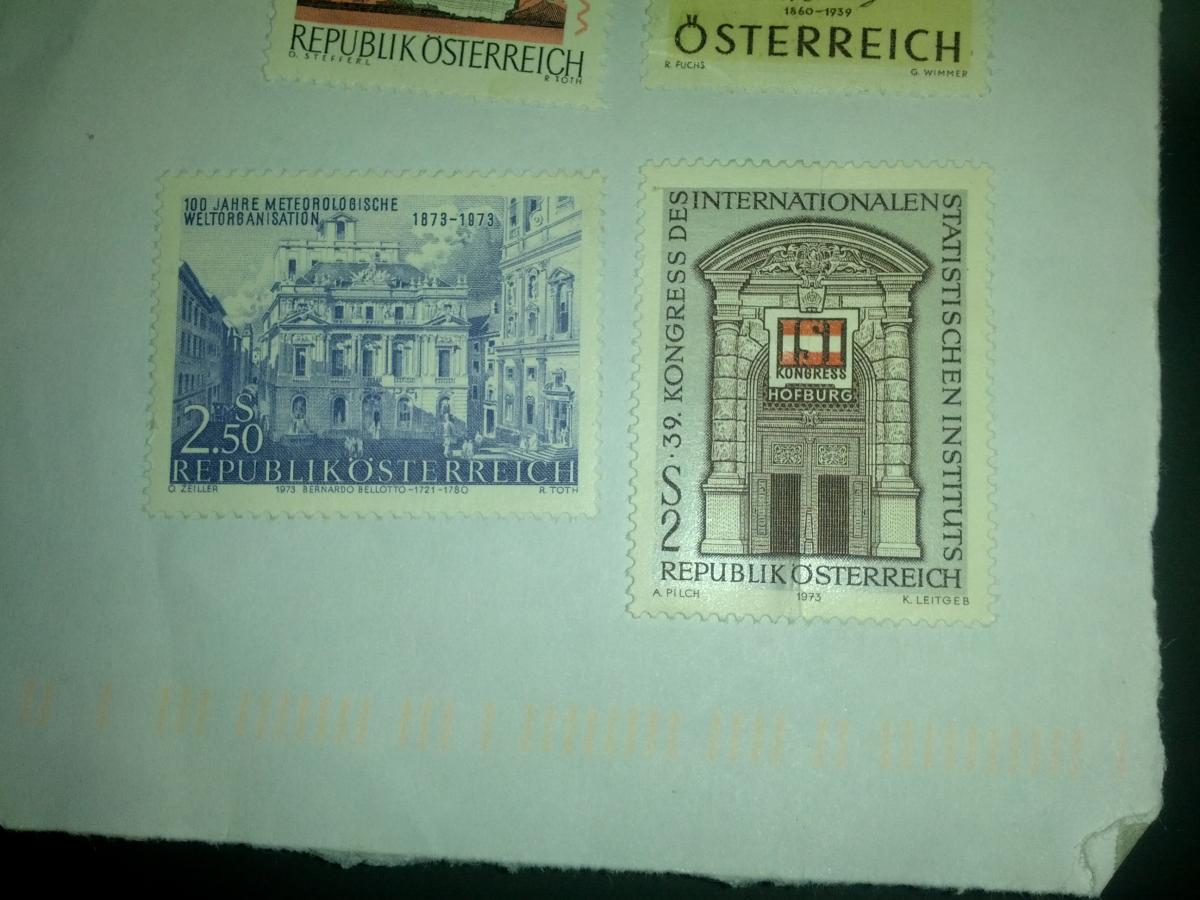 REPUBLIK ÖSTERREICH
O. STEFFERL
R. TOTH
1860-1939
ÖSTERREICH
R. FUCHS
G. WIMMER
100 JAHRE METEOROLOGISCHE
WELTORGANISATION
1873-1973
2.50 S
REPUBLIK ÖSTERREICH
O. ZEILLER
1973 BERNARDO BELLOTTO-1721-1780
R. TOTH
S 2 · 39. KONGRESS DES
INTERNATIONALEN
STATISTISCHEN INSTITUTS
ISI
KONGRESS
HOFBURG
REPUBLIK ÖSTERREICH
A. PILCH
1973
K. LEITGEB